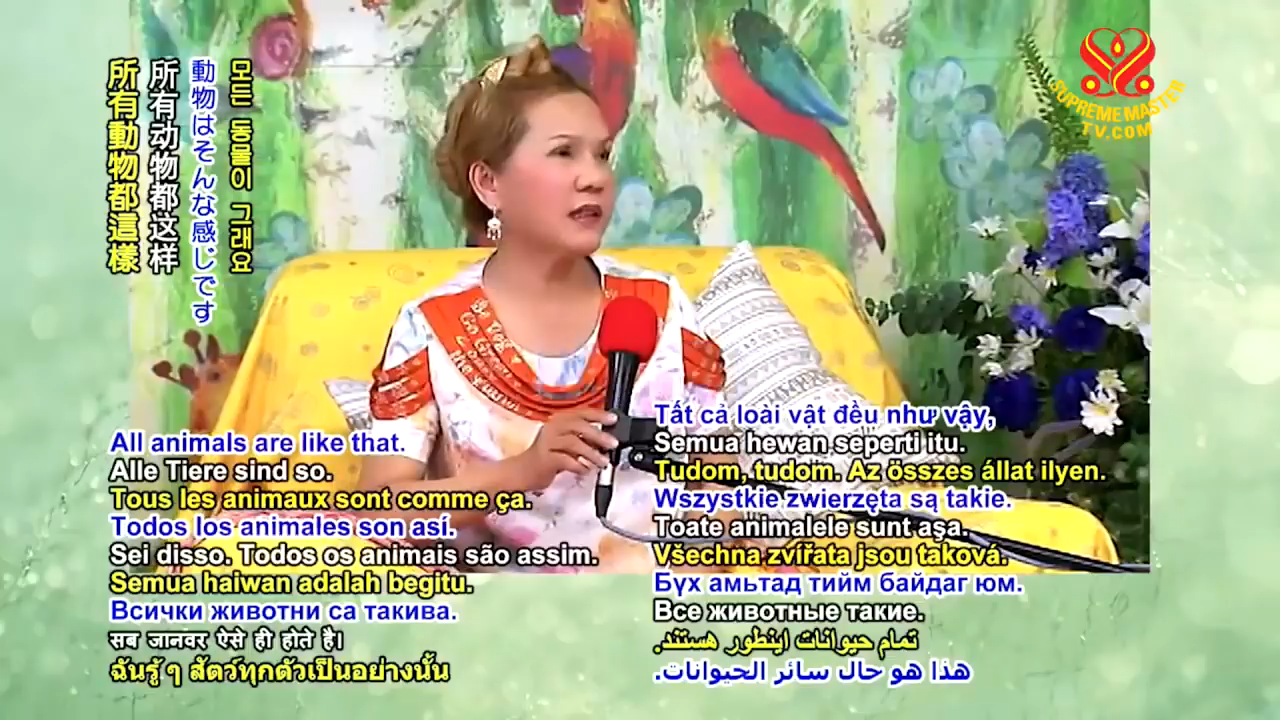 모든 동물이 그래요
動物はそんな感じです
所有动物都这样
所有動物都這樣
SUPREME MASTER
TV.COM
All animals are like that.
Alle Tiere sind so.
Tous les animaux sont comme ça.
Todos los animales son así.
Sei disso. Todos os animais são assim.
Semua haiwan adalah begitu.
Всички животни са такива.
सब जानवर ऐसे ही होते है।
ฉันรู้ ๆ สัตว์ทุกตัวเป็นอย่างนั้น
Tất cả loài vật đều như vậy,
Semua hewan seperti itu.
Tudom, tudom. Az összes állat ilyen.
Wszystkie zwierzęta są takie.
Toate animalele sunt aşa.
Všechna zvířata jsou taková.
Бүх амьтад тийм байдаг юм.
Все животные такие.
تمام حیوانات اینطور هستند.
هذا هو حال سائر الحيوانات.